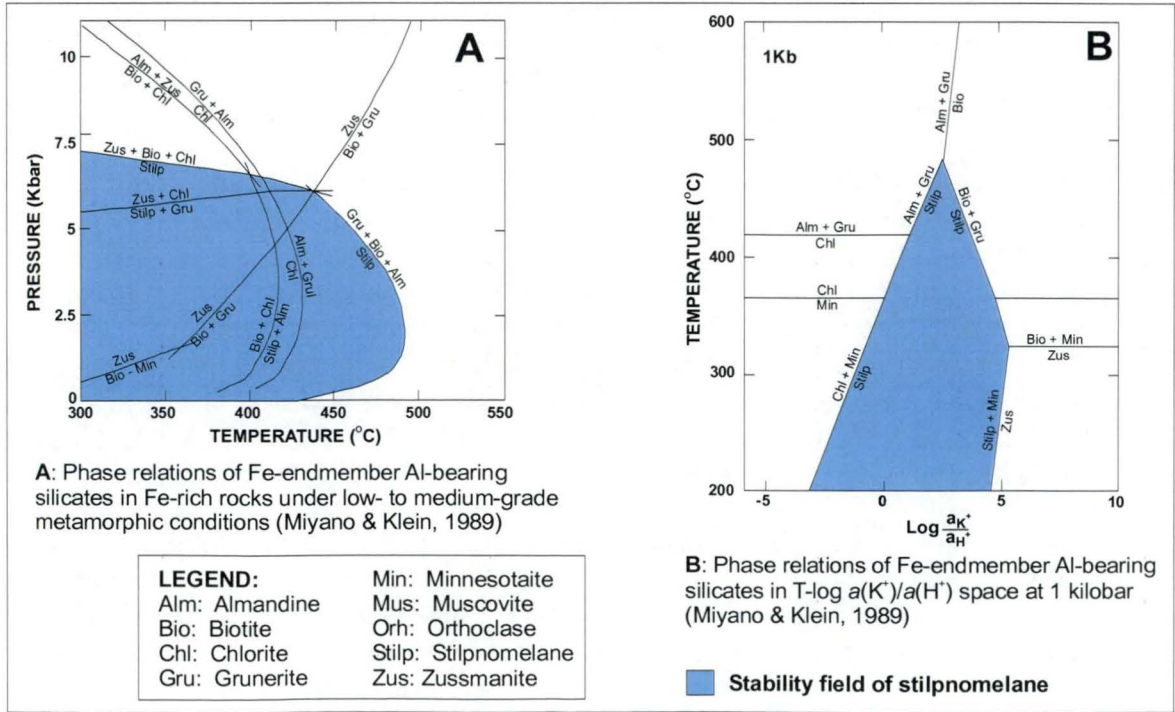 A
10
7.5
5
2.5
0
300
350
400
450
500
550
PRESSURE (Kbar)
TEMPERATURE (°C)
Alm + Zus
Chl
Bio + Chl
Gru + Alm
Zus
Bio + Gru
Zus + Bio + Chl
Stilp
Zus + Chl
Stilp + Gru
Gru + Bio + Alm
Stilp
Alm + Grul
Chl
Zus
Bio + Gru
Bio + Chl
Stilp + Alm
Zus
Bio - Min
A: Phase relations of Fe-endmember Al-bearing
silicates in Fe-rich rocks under low- to medium-grade
metamorphic conditions (Miyano & Klein, 1989)
B
1Kb
600
500
400
300
200
-5
0
5
10
TEMPERATURE (°C)
Log aK+
aH+
Alm + Gru
Bio
Alm + Gru
Stilp
Bio + Gru
Stilp
Alm + Gru
Chl
Chl
Min
Chl + Min
Stilp
Bio + Min
Zus
Stilp + Min
Zus
B: Phase relations of Fe-endmember Al-bearing
silicates in T-log a(K+)/a(H+) space at 1 kilobar
(Miyano & Klein, 1989)
LEGEND:
Alm: Almandine
Bio: Biotite
Chl: Chlorite
Gru: Grunerite
Min: Minnesotaite
Mus: Muscovite
Orh: Orthoclase
Stilp: Stilpnomelane
Zus: Zussmanite
Stability field of stilpnomelane